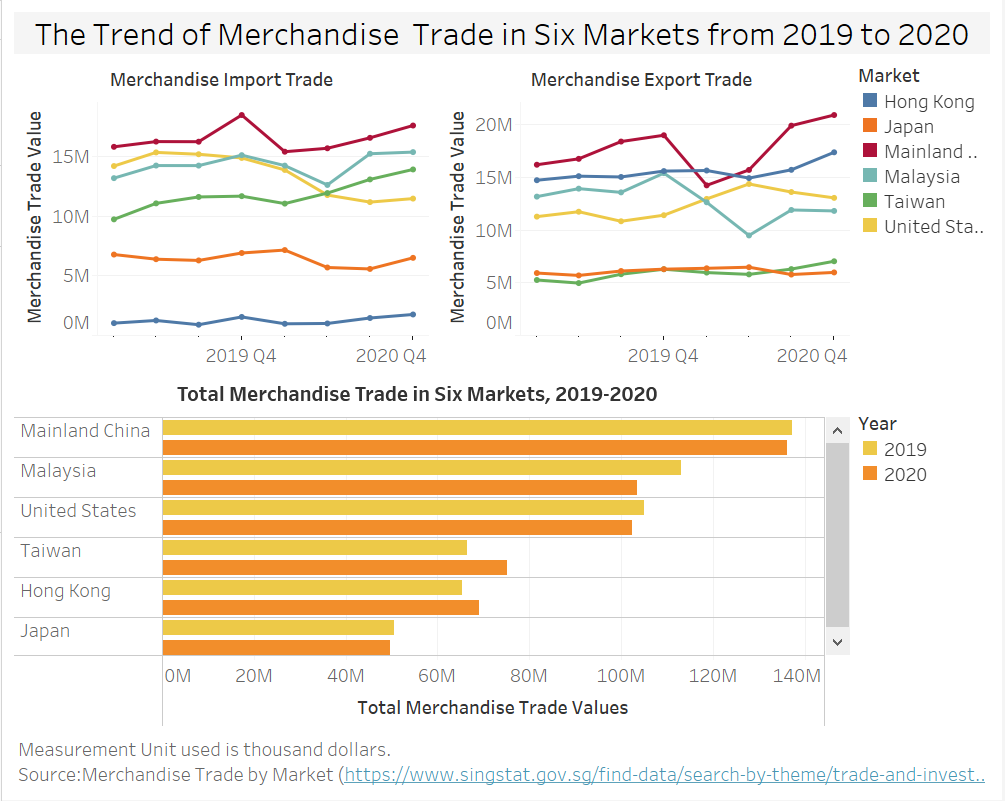 The Trend of Merchandise  Trade in Six Markets from 2019 to 2020
Merchandise Import Trade
Merchandise Trade Value
15M
10M
5M
0M
2019 Q4
2020 Q4
Merchandise Export Trade
Merchandise Trade Value
20M
15M
10M
5M
0M
2019 Q4
2020 Q4
Market
Hong Kong
Japan
Mainland ..
Malaysia
Taiwan
United Sta..
Total Merchandise Trade in Six Markets, 2019-2020
Mainland China
Malaysia
United States
Taiwan
Hong Kong
Japan
0M 20M 40M 60M 80M 100M 120M 140M
Total Merchandise Trade Values
Year
2019
2020
Measurement Unit used is thousand dollars.
Source:Merchandise Trade by Market (https://www.singstat.gov.sg/find-data/search-by-theme/trade-and-invest..